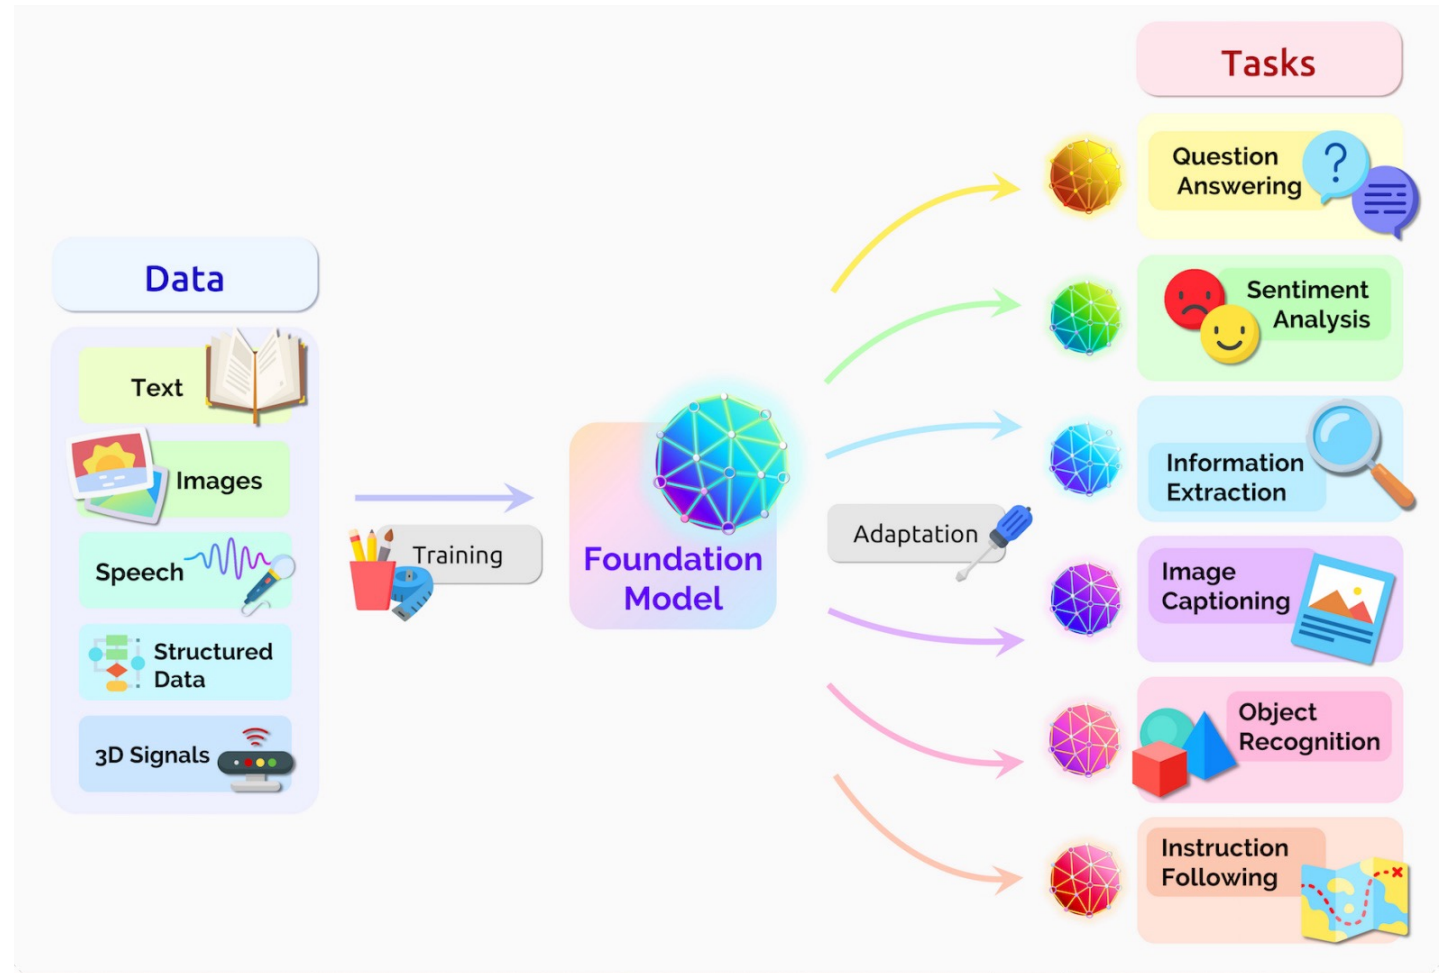 Data
Text
Images
Speech
Structured
Data
3D Signals
Training
Foundation
Model
Adaptation
Tasks
Question
Answering
?
Sentiment
Analysis
Information
Extraction
Image
Captioning
Object
Recognition
Instruction
Following